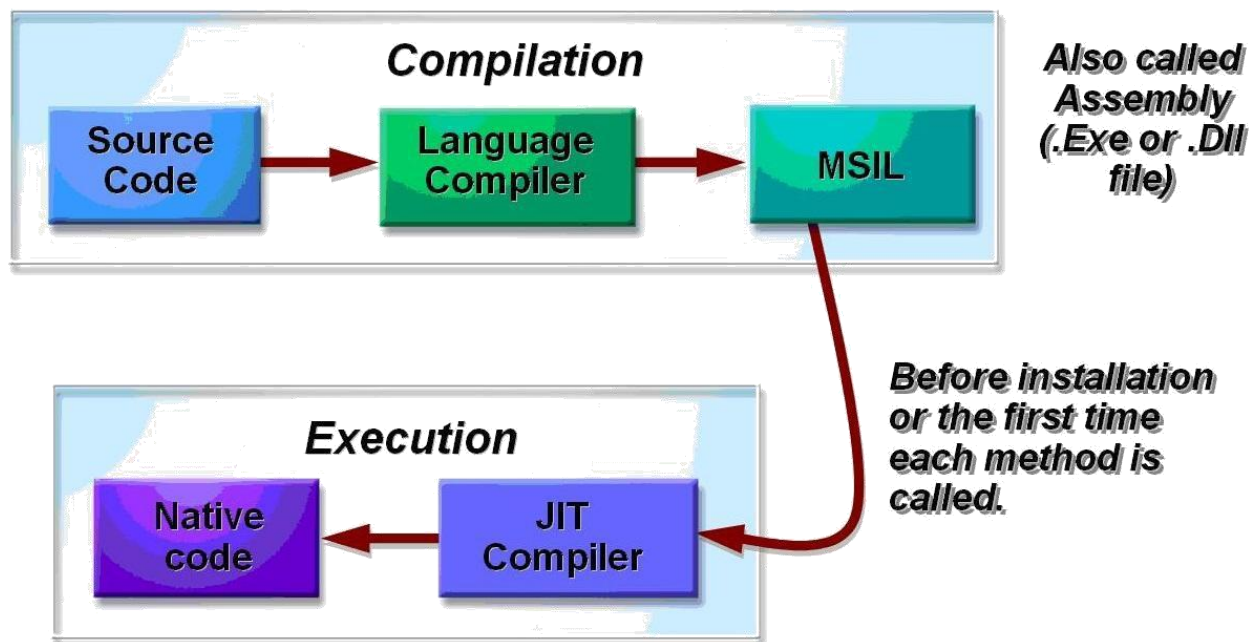 Compilation
Source
Code
Language
Compiler
MSIL
Also called
Assembly
(.Exe or .Dll
file)
Execution
Native
code
JIT
Compiler
Before installation
or the first time
each method is
called.